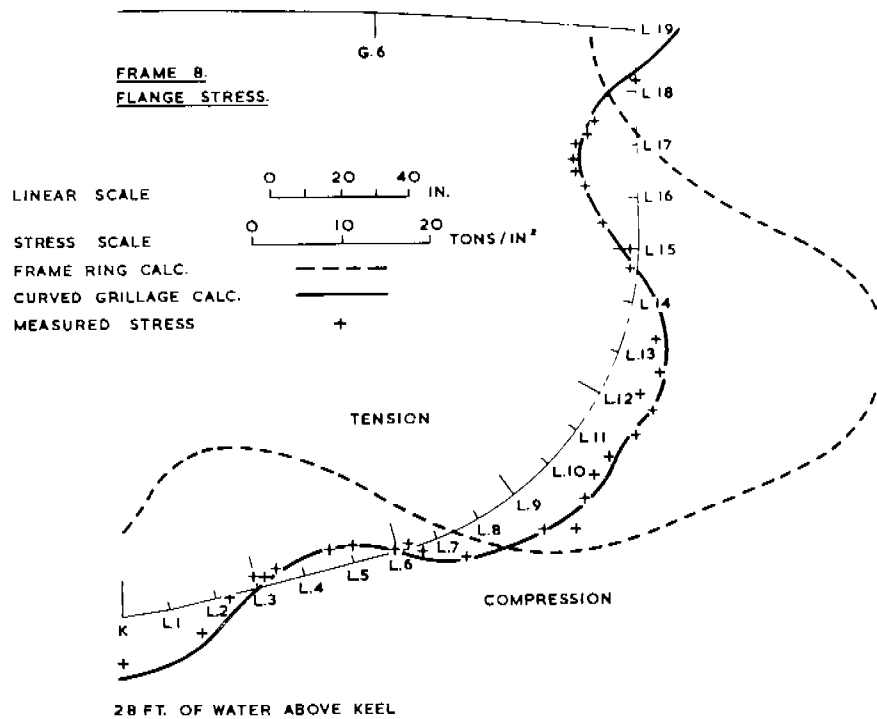 L.19
G.6
FRAME 8.
FLANGE STRESS.
L.18
L.17
0 20 40
LINEAR SCALE IN.
L.16
0 10 20
STRESS SCALE TONS/IN²
L.15
FRAME RING CALC.
CURVED GRILLAGE CALC.
L.14
MEASURED STRESS +
L.13
L.12
TENSION
L.11
L.10
L.9
L.8
L.7
L.6
L.5
L.4
L.3
L.2
L1
K
COMPRESSION
28 FT. OF WATER ABOVE KEEL